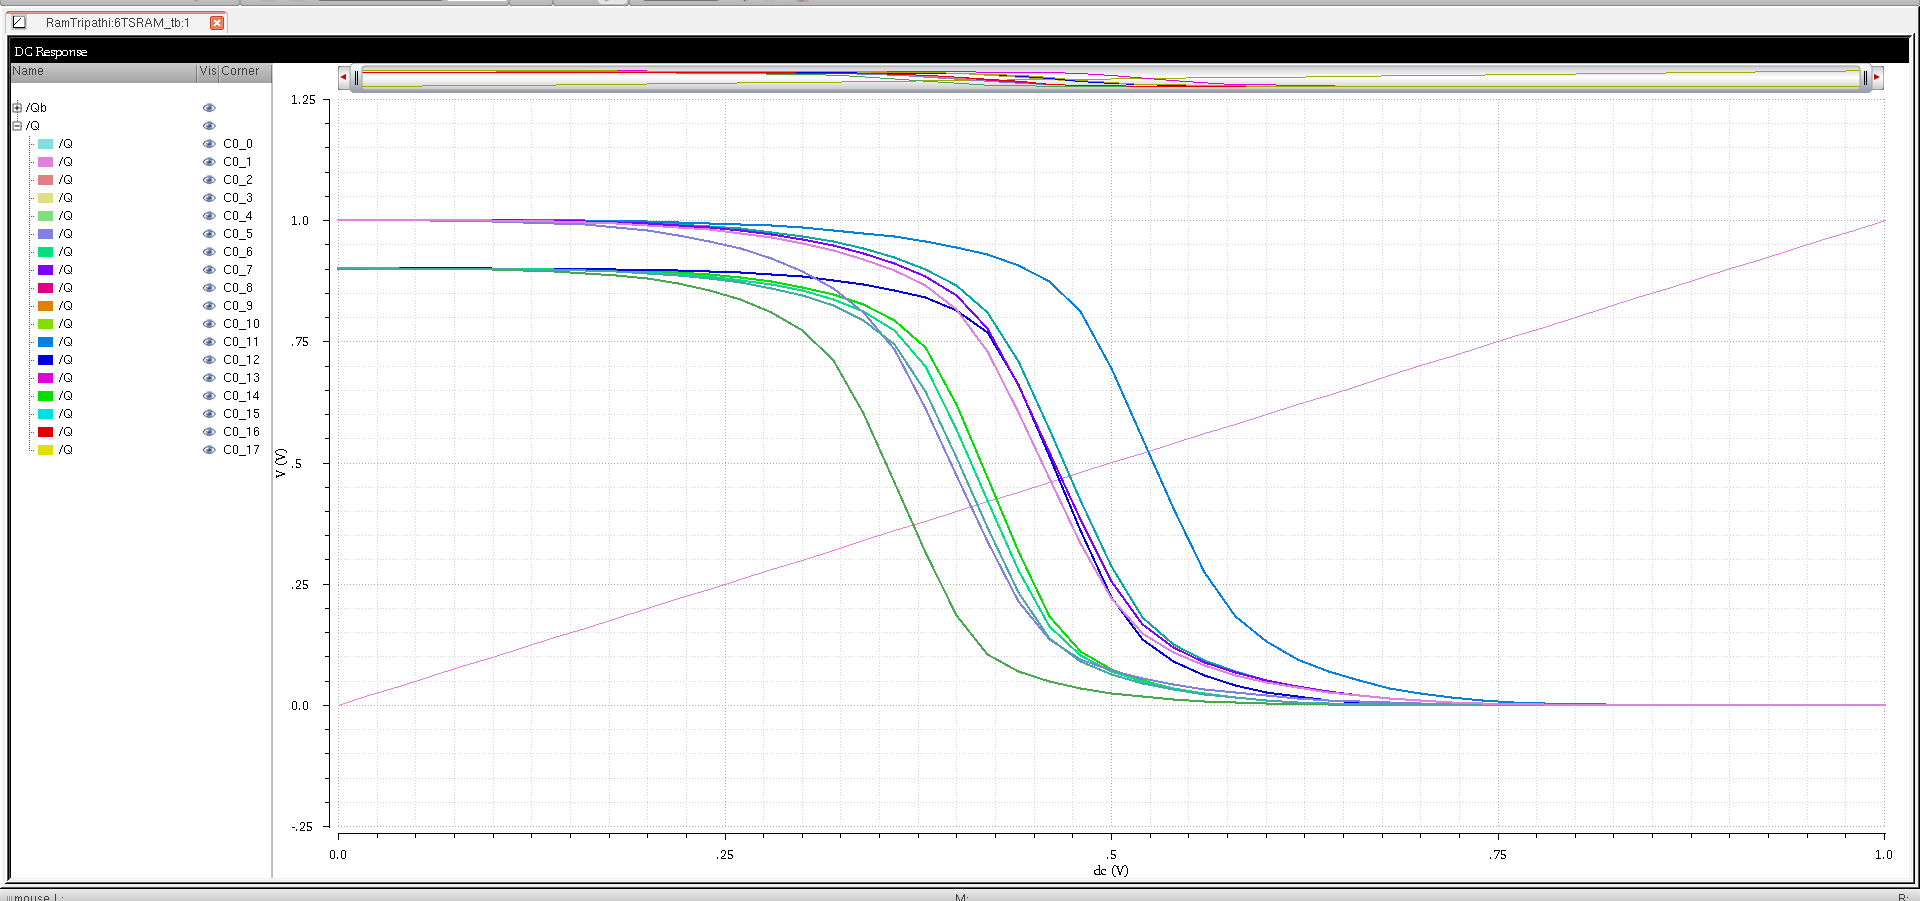 RamTripathi:6TSRAM_tb:1
DC Response
Name Vis Corner
/Qb
/Q
/Q C0_0
/Q C0_1
/Q C0_2
/Q C0_3
/Q C0_4
/Q C0_5
/Q C0_6
/Q C0_7
/Q C0_8
/Q C0_9
/Q C0_10
/Q C0_11
/Q C0_12
/Q C0_13
/Q C0_14
/Q C0_15
/Q C0_16
/Q C0_17
1.25
1.0
.75
.5
.25
0.0
-.25
V (V)
0.0 .25 .5 .75 1.0
dc (V)
mouse L: M: R: